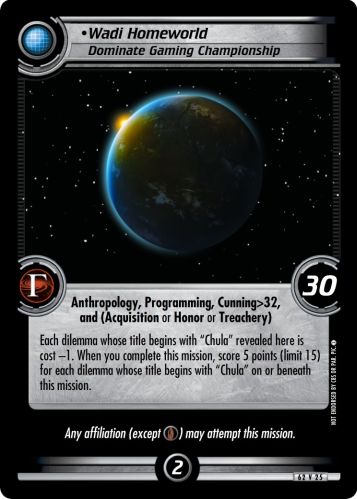 •Wadi Homeworld
Dominate Gaming Championship
Γ
30
Anthropology, Programming, Cunning>32,
and (Acquisition or Honor or Treachery)
Each dilemma whose title begins with “Chula” revealed here is
cost –1. When you complete this mission, score 5 points (limit 15)
for each dilemma whose title begins with “Chula” on or beneath
this mission.
Any affiliation (except ) may attempt this mission.
NOT ENDORSED BY CBS OR PAR. PIC.
2
62 V 25